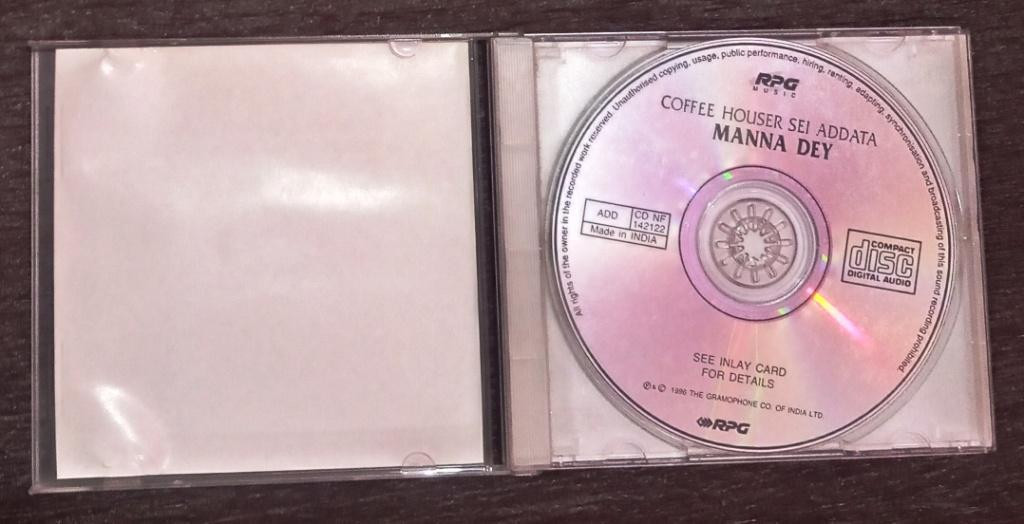 All rights of the owner in the recorded work reserved. Unauthorised copying, usage, public performance, hiring, renting, adapting, synchronisation and broadcasting of this sound recording prohibited.
RPG
MUSIC
COFFEE HOUSER SEI ADDATA
MANNA DEY
ADD
CD NF
142122
Made in INDIA
COMPACT
disc
DIGITAL AUDIO
SEE INLAY CARD
FOR DETAILS
℗ & © 1996 THE GRAMOPHONE CO. OF INDIA LTD.
RPG